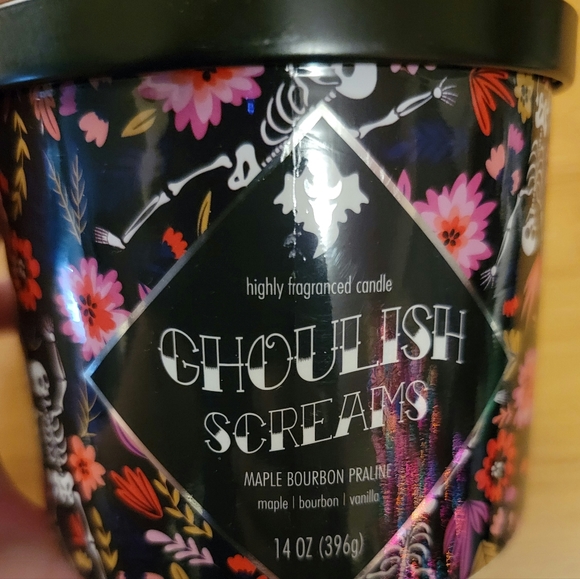 highly fragranced candle
GHOULISH
SCREAMS
MAPLE BOURBON PRALINE
maple | bourbon | vanilla
14 OZ (396g)